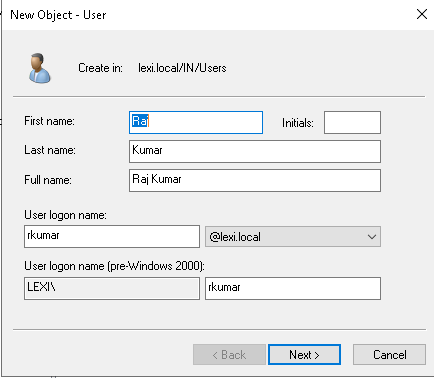 New Object - User
Create in: lexi.local/IN/Users
First name: Raj Initials:
Last name: Kumar
Full name: Raj Kumar
User logon name:
rkumar @lexi.local
User logon name (pre-Windows 2000):
LEXI\ rkumar
< Back Next > Cancel